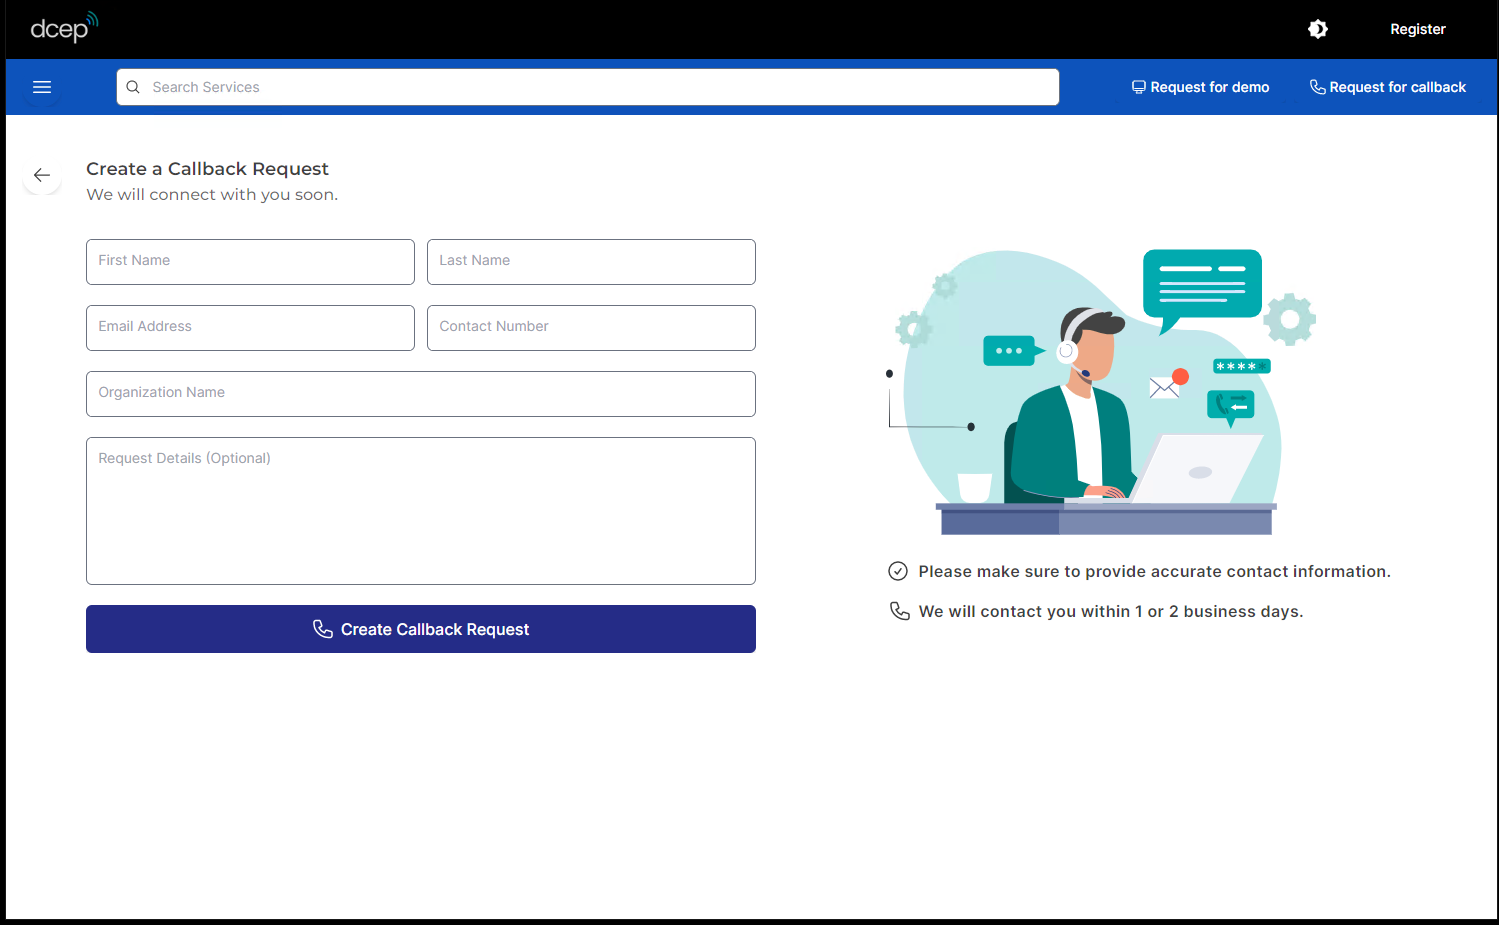 dcep
Register
Search Services
Request for demo
Request for callback
Create a Callback Request
We will connect with you soon.
First Name
Last Name
Email Address
Contact Number
Organization Name
Request Details (Optional)
Create Callback Request
*****
Please make sure to provide accurate contact information.
We will contact you within 1 or 2 business days.